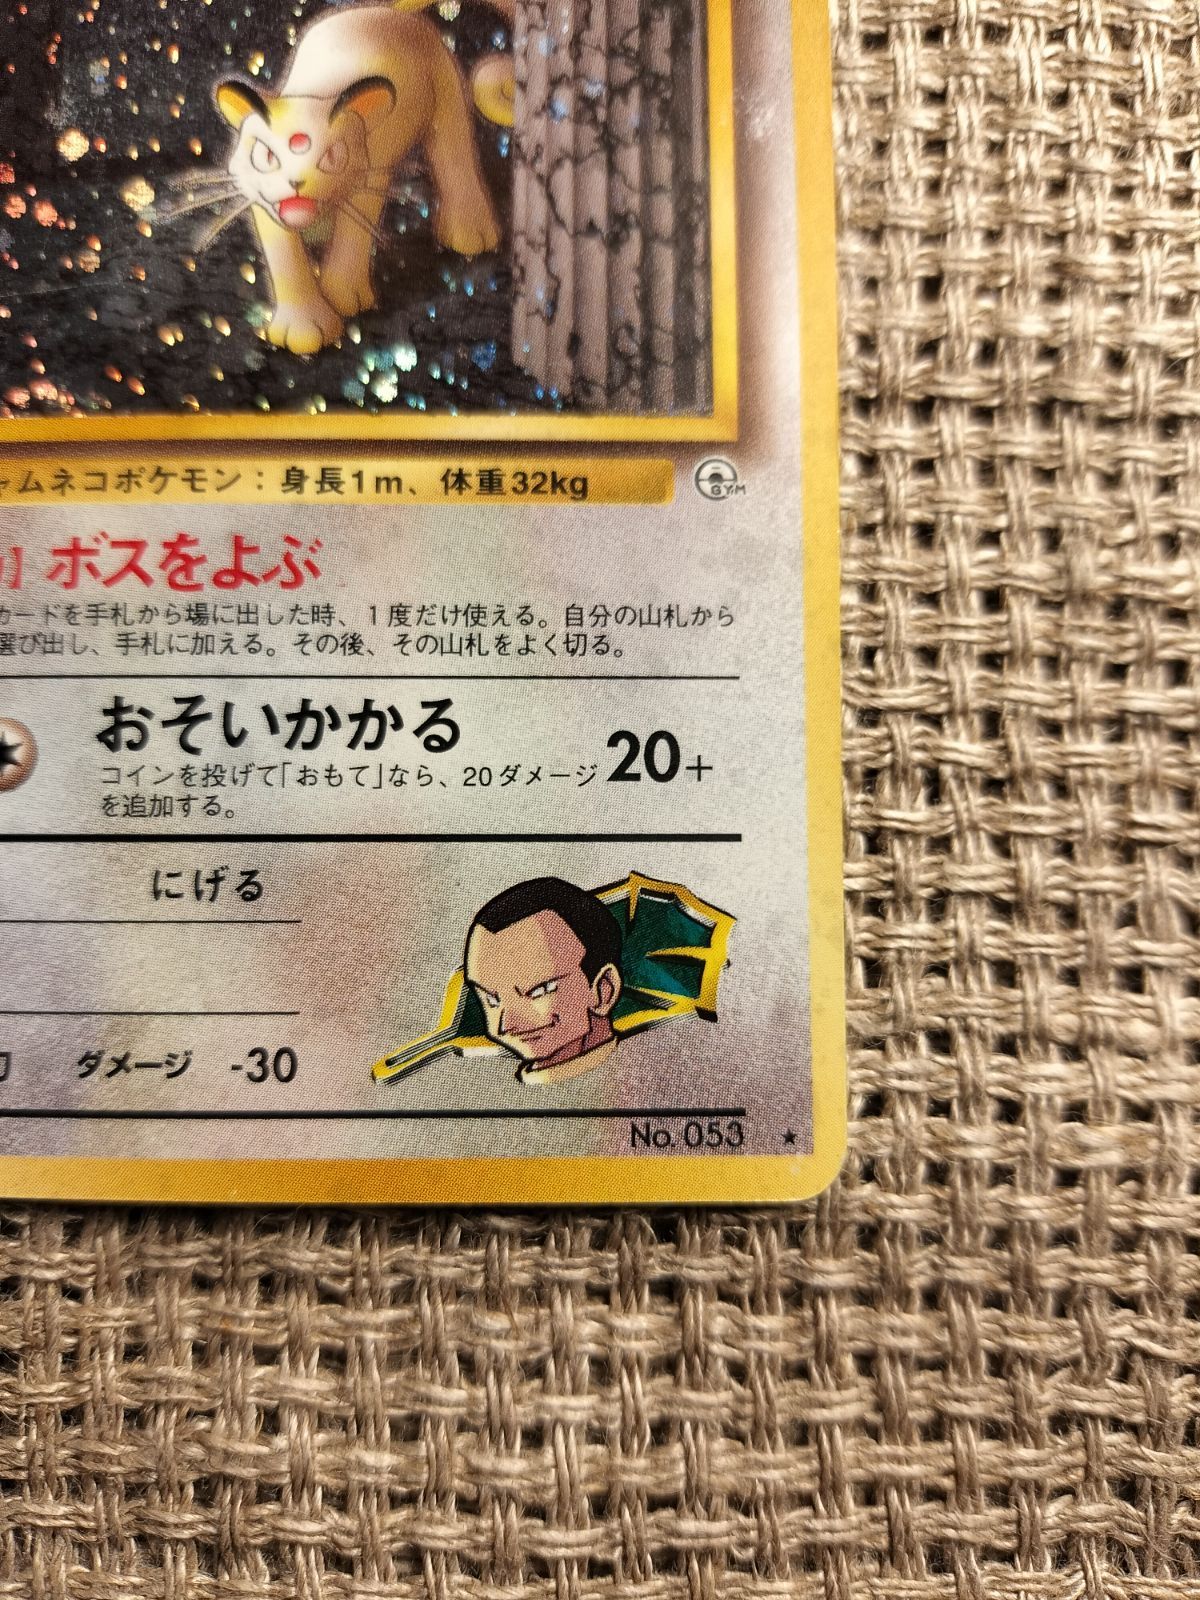 ャムネコポケモン：身長1m、体重32kg
GYM
】ボスをよぶ
カードを手札から場に出した時、1度だけ使える。自分の山札から
選び出し、手札に加える。その後、その山札をよく切る。
おそいかかる
20+
コインを投げて「おもて」なら、20ダメージ
を追加する。
にげる
ダメージ -30
No. 053 ★